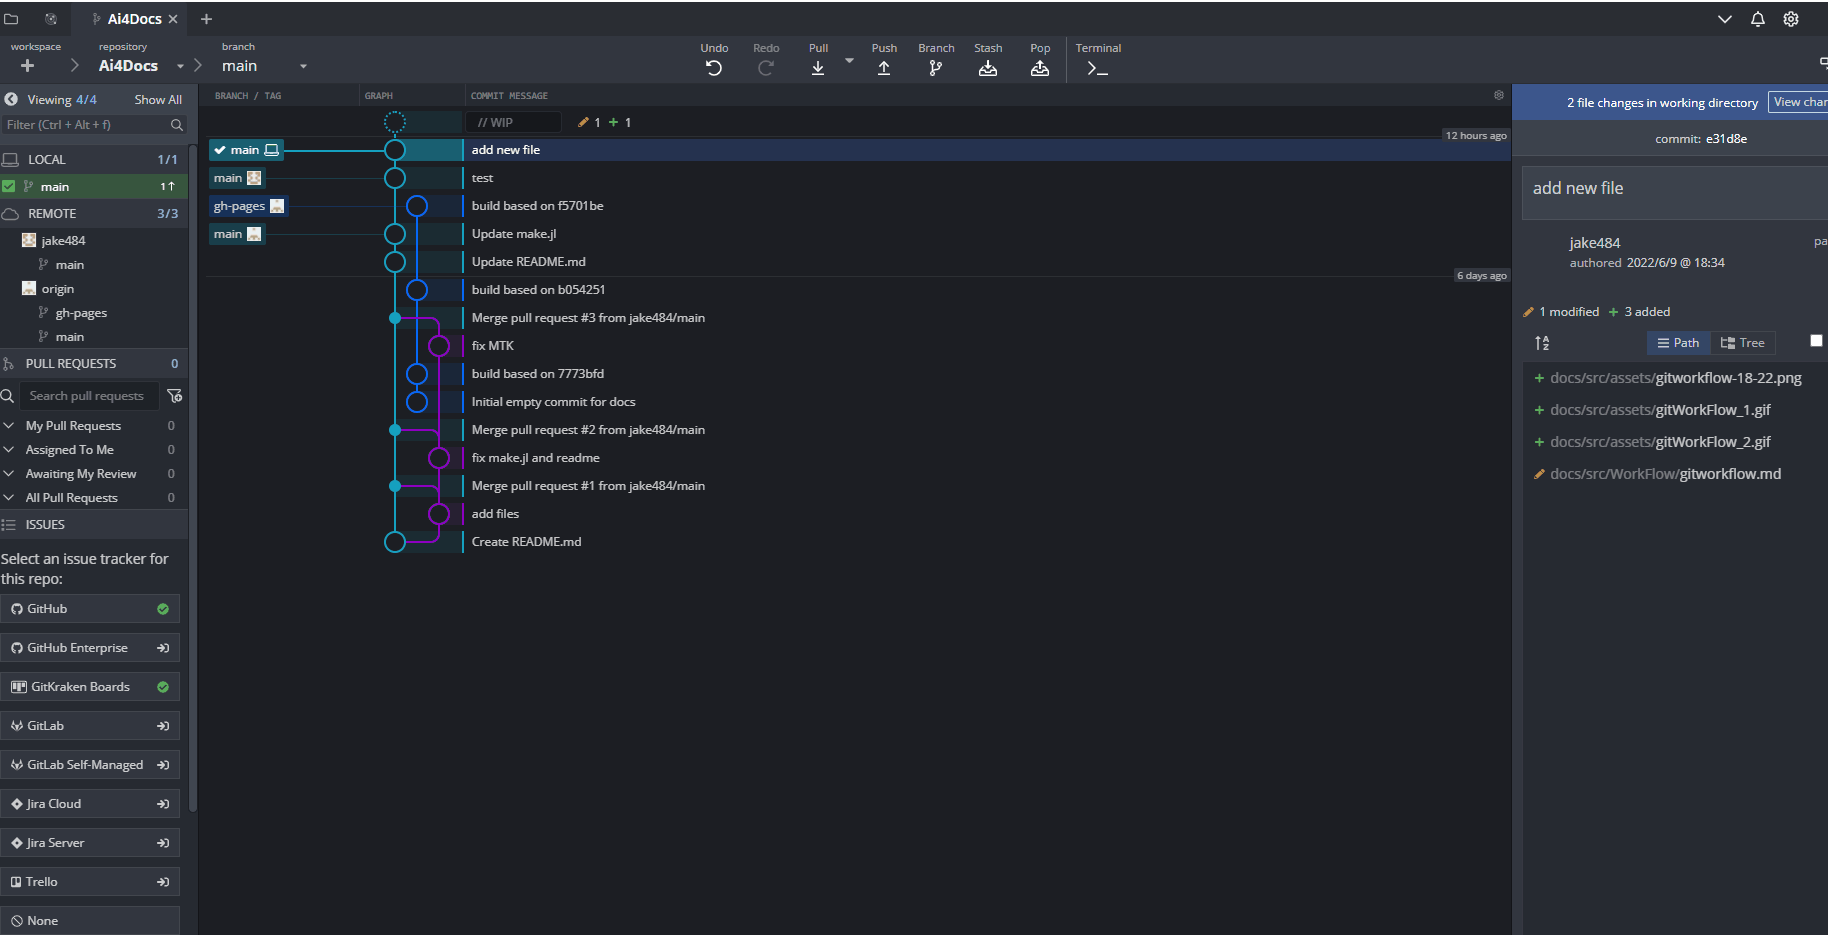 Ai4Docs
workspace
repository
Ai4Docs
branch
main
Undo
Redo
Pull
Push
Branch
Stash
Pop
Terminal
Viewing 4/4
Show All
Filter (Ctrl + Alt + f)
LOCAL 1/1
main 1↑
REMOTE 3/3
jake484
main
origin
gh-pages
main
PULL REQUESTS 0
Search pull requests
My Pull Requests 0
Assigned To Me 0
Awaiting My Review 0
All Pull Requests 0
ISSUES
Select an issue tracker for
this repo:
GitHub
GitHub Enterprise
GitKraken Boards
GitLab
GitLab Self-Managed
Jira Cloud
Jira Server
Trello
None
BRANCH / TAG GRAPH COMMIT MESSAGE
// WIP 1 + 1
12 hours ago
main add new file
main test
gh-pages build based on f5701be
main Update make.jl
Update README.md
6 days ago
build based on b054251
Merge pull request #3 from jake484/main
fix MTK
build based on 7773bfd
Initial empty commit for docs
Merge pull request #2 from jake484/main
fix make.jl and readme
Merge pull request #1 from jake484/main
add files
Create README.md
2 file changes in working directory
View char
commit: e31d8e
add new file
jake484
pa
authored 2022/6/9 @ 18:34
1 modified + 3 added
Path Tree
+ docs/src/assets/gitworkflow-18-22.png
+ docs/src/assets/gitWorkFlow_1.gif
+ docs/src/assets/gitWorkFlow_2.gif
docs/src/WorkFlow/gitworkflow.md